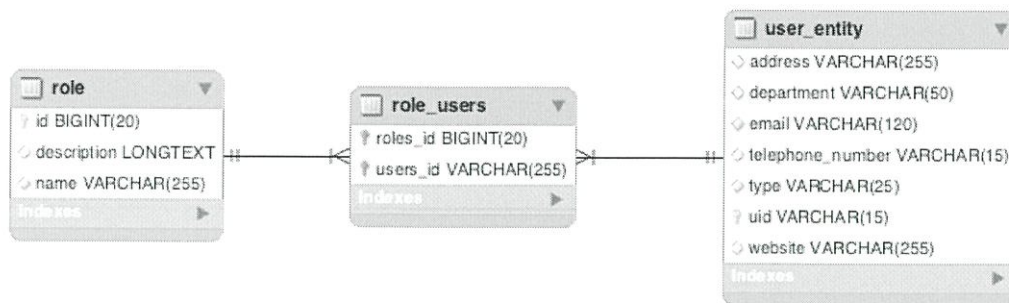 role
id BIGINT(20)
description LONGTEXT
name VARCHAR(255)
Indexes
role_users
roles_id BIGINT(20)
users_id VARCHAR(255)
Indexes
user_entity
address VARCHAR(255)
department VARCHAR(50)
email VARCHAR(120)
telephone_number VARCHAR(15)
type VARCHAR(25)
uid VARCHAR(15)
website VARCHAR(255)
Indexes